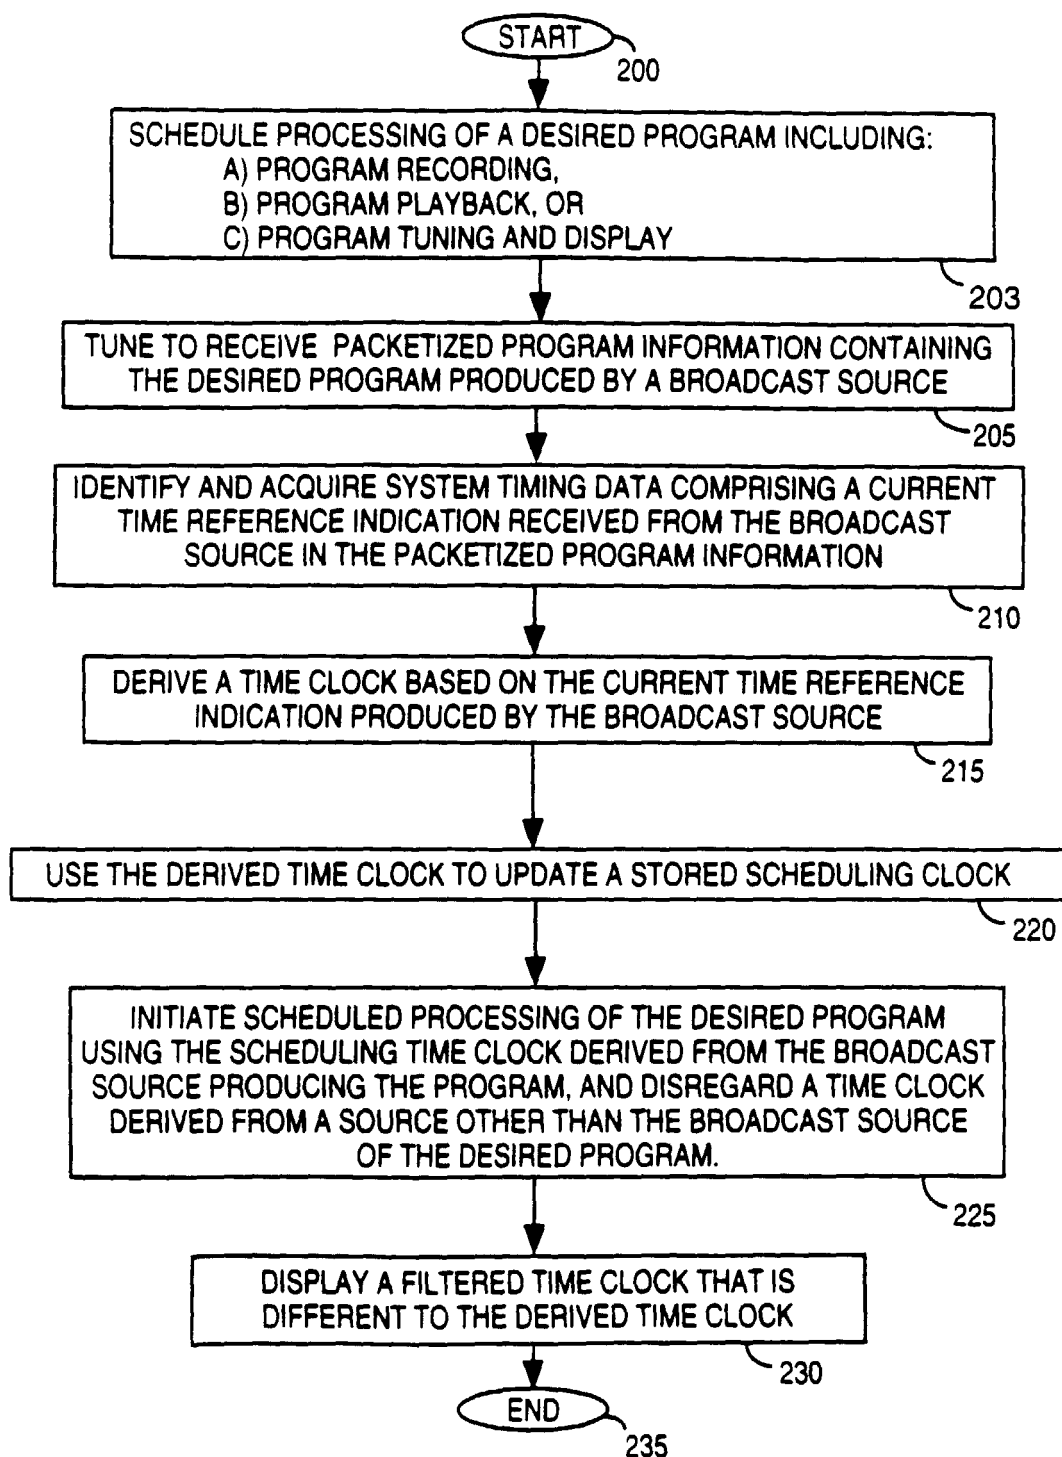 START
200
SCHEDULE PROCESSING OF A DESIRED PROGRAM INCLUDING:
A) PROGRAM RECORDING,
B) PROGRAM PLAYBACK, OR
C) PROGRAM TUNING AND DISPLAY
203
TUNE TO RECEIVE PACKETIZED PROGRAM INFORMATION CONTAINING
THE DESIRED PROGRAM PRODUCED BY A BROADCAST SOURCE
205
IDENTIFY AND ACQUIRE SYSTEM TIMING DATA COMPRISING A CURRENT
TIME REFERENCE INDICATION RECEIVED FROM THE BROADCAST
SOURCE IN THE PACKETIZED PROGRAM INFORMATION
210
DERIVE A TIME CLOCK BASED ON THE CURRENT TIME REFERENCE
INDICATION PRODUCED BY THE BROADCAST SOURCE
215
USE THE DERIVED TIME CLOCK TO UPDATE A STORED SCHEDULING CLOCK
220
INITIATE SCHEDULED PROCESSING OF THE DESIRED PROGRAM
USING THE SCHEDULING TIME CLOCK DERIVED FROM THE BROADCAST
SOURCE PRODUCING THE PROGRAM, AND DISREGARD A TIME CLOCK
DERIVED FROM A SOURCE OTHER THAN THE BROADCAST SOURCE
OF THE DESIRED PROGRAM.
225
DISPLAY A FILTERED TIME CLOCK THAT IS
DIFFERENT TO THE DERIVED TIME CLOCK
230
END
235